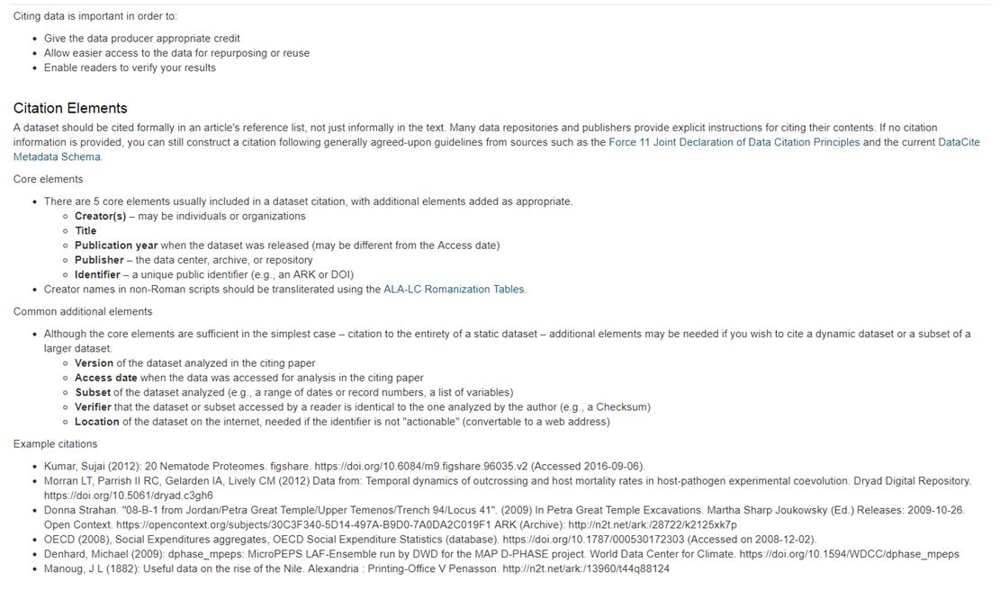 Citing data is important in order to:
• Give the data producer appropriate credit
• Allow easier access to the data for repurposing or reuse
• Enable readers to verify your results
Citation Elements
A dataset should be cited formally in an article's reference list, not just informally in the text. Many data repositories and publishers provide explicit instructions for citing their contents. If no citation
information is provided, you can still construct a citation following generally agreed-upon guidelines from sources such as the Force 11 Joint Declaration of Data Citation Principles and the current DataCite
Metadata Schema.
Core elements
• There are 5 core elements usually included in a dataset citation, with additional elements added as appropriate.
◦ Creator(s) – may be individuals or organizations
◦ Title
◦ Publication year when the dataset was released (may be different from the Access date)
◦ Publisher – the data center, archive, or repository
◦ Identifier – a unique public identifier (e.g., an ARK or DOI)
• Creator names in non-Roman scripts should be transliterated using the ALA-LC Romanization Tables.
Common additional elements
• Although the core elements are sufficient in the simplest case – citation to the entirety of a static dataset – additional elements may be needed if you wish to cite a dynamic dataset or a subset of a
larger dataset.
◦ Version of the dataset analyzed in the citing paper
◦ Access date when the data was accessed for analysis in the citing paper
◦ Subset of the dataset analyzed (e.g., a range of dates or record numbers, a list of variables)
◦ Verifier that the dataset or subset accessed by a reader is identical to the one analyzed by the author (e.g., a Checksum)
◦ Location of the dataset on the internet, needed if the identifier is not "actionable" (convertable to a web address)
Example citations
• Kumar, Sujai (2012): 20 Nematode Proteomes. figshare. https://doi.org/10.6084/m9.figshare.96035.v2 (Accessed 2016-09-06).
• Morran LT, Parrish II RC, Gelarden IA, Lively CM (2012) Data from: Temporal dynamics of outcrossing and host mortality rates in host-pathogen experimental coevolution. Dryad Digital Repository.
https://doi.org/10.5061/dryad.c3gh6
• Donna Strahan. "08-B-1 from Jordan/Petra Great Temple/Upper Temenos/Trench 94/Locus 41". (2009) In Petra Great Temple Excavations. Martha Sharp Joukowsky (Ed.) Releases: 2009-10-26.
Open Context. https://opencontext.org/subjects/30C3F340-5D14-497A-B9D0-7A0DA2C019F1 ARK (Archive): http://n2t.net/ark:/28722/k2125xk7p
• OECD (2008), Social Expenditures aggregates, OECD Social Expenditure Statistics (database). https://doi.org/10.1787/000530172303 (Accessed on 2008-12-02).
• Denhard, Michael (2009): dphase_mpeps: MicroPEPS LAF-Ensemble run by DWD for the MAP D-PHASE project. World Data Center for Climate. https://doi.org/10.1594/WDCC/dphase_mpeps
• Manoug, J L (1882): Useful data on the rise of the Nile. Alexandria : Printing-Office V Penasson. http://n2t.net/ark:/13960/t44q88124